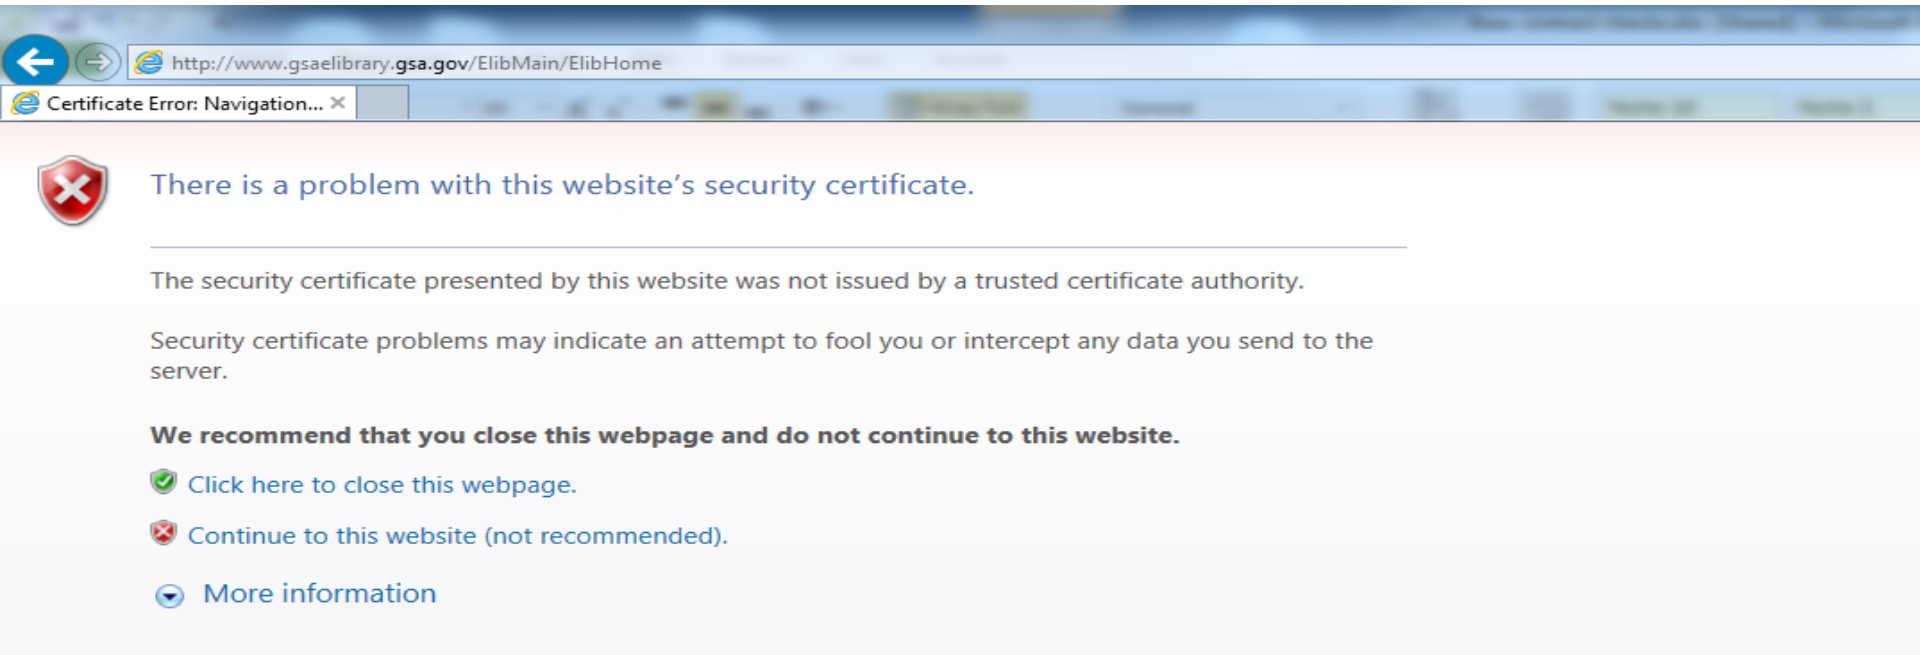 http://www.gsaelibrary.gsa.gov/ElibMain/ElibHome
Certificate Error: Navigation...
There is a problem with this website's security certificate.
The security certificate presented by this website was not issued by a trusted certificate authority.
Security certificate problems may indicate an attempt to fool you or intercept any data you send to the
server.
We recommend that you close this webpage and do not continue to this website.
Click here to close this webpage.
Continue to this website (not recommended).
More information